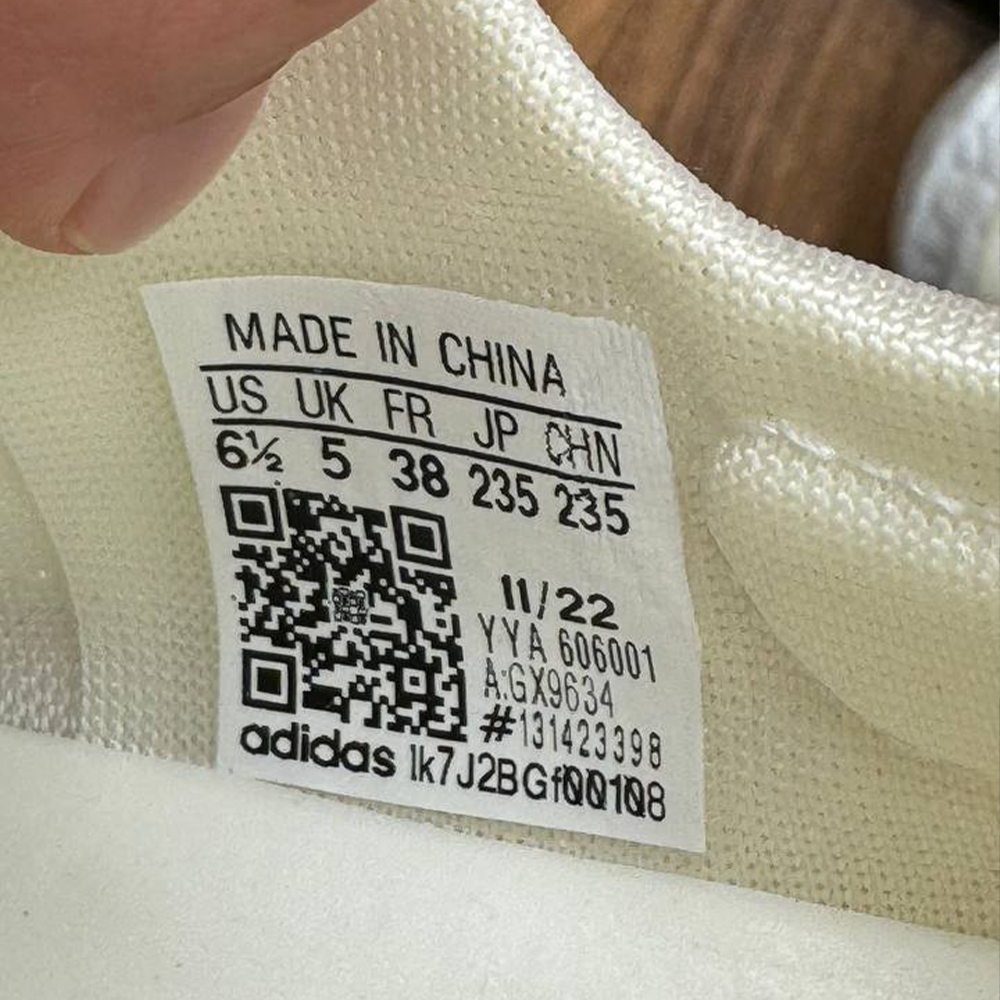 MADE IN CHINA
US UK FR JP CHN
6½ 5 38 235 235
11/22
YYA 606001
A:GX9634
#131423398
adidas lk7J2BGf00108